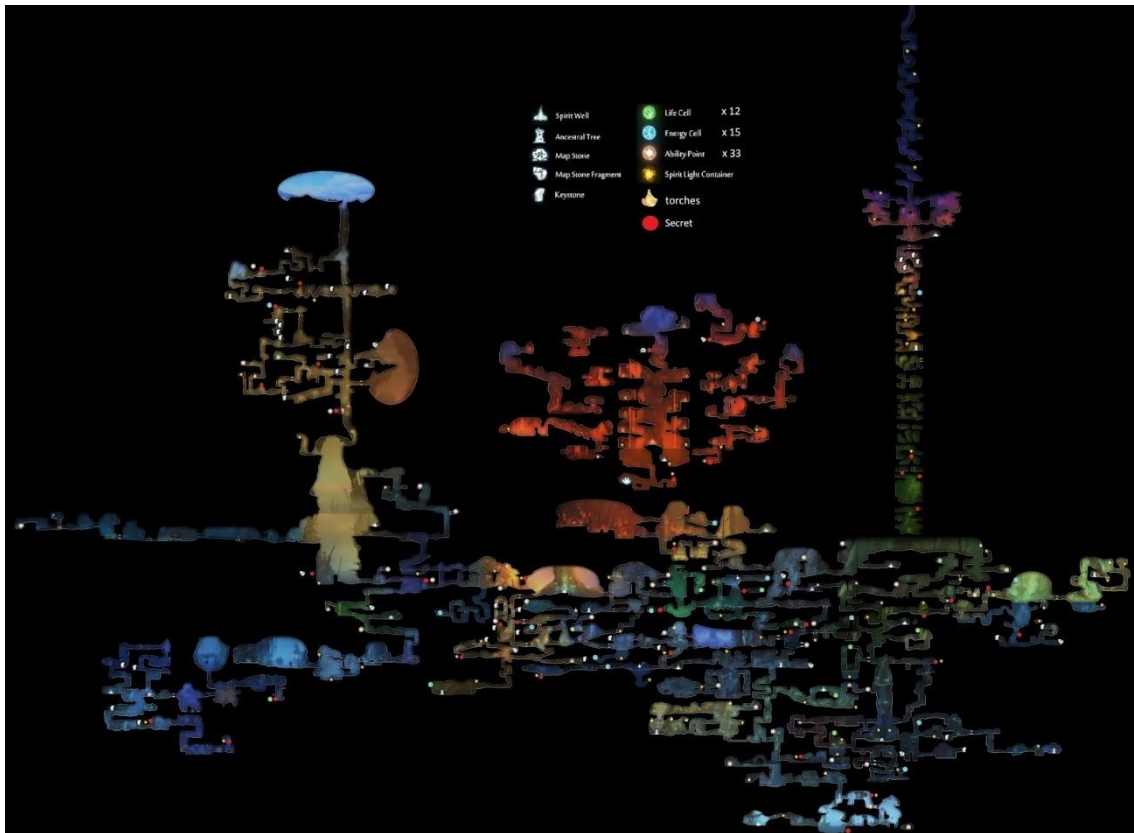 Spirit Well
Ancestral Tree
Map Stone
Map Stone Fragment
Keystone
Life Cell x 12
Energy Cell x 15
Ability Point x 33
Spirit Light Container
torches
Secret